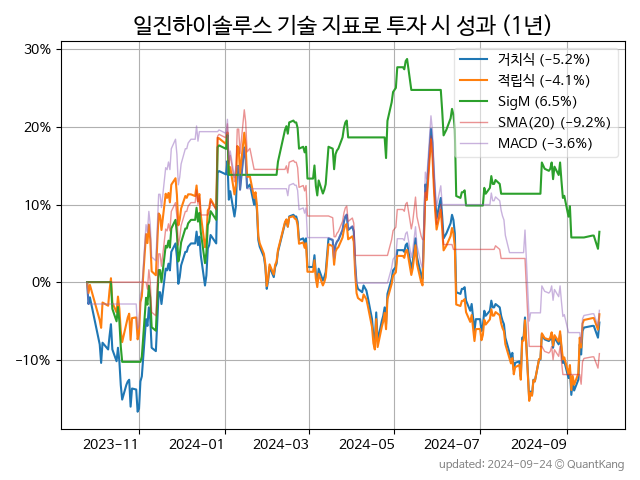 일진하이솔루스 기술 지표로 투자 시 성과 (1년)
30%
20%
10%
0%
−10%
거치식 (−5.2%)
적립식 (−4.1%)
SigM (6.5%)
SMA(20) (−9.2%)
MACD (−3.6%)
2023-11
2024-01
2024-03
2024-05
2024-07
2024-09
updated: 2024-09-24 © QuantKang